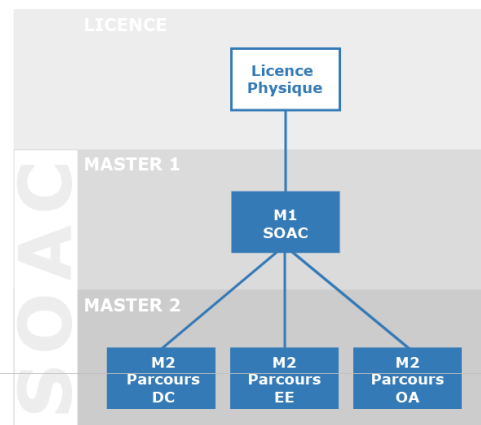 LICENCE
Licence
Physique
SOAC
MASTER 1
M1
SOAC
MASTER 2
M2
Parcours
DC
M2
Parcours
EE
M2
Parcours
OA